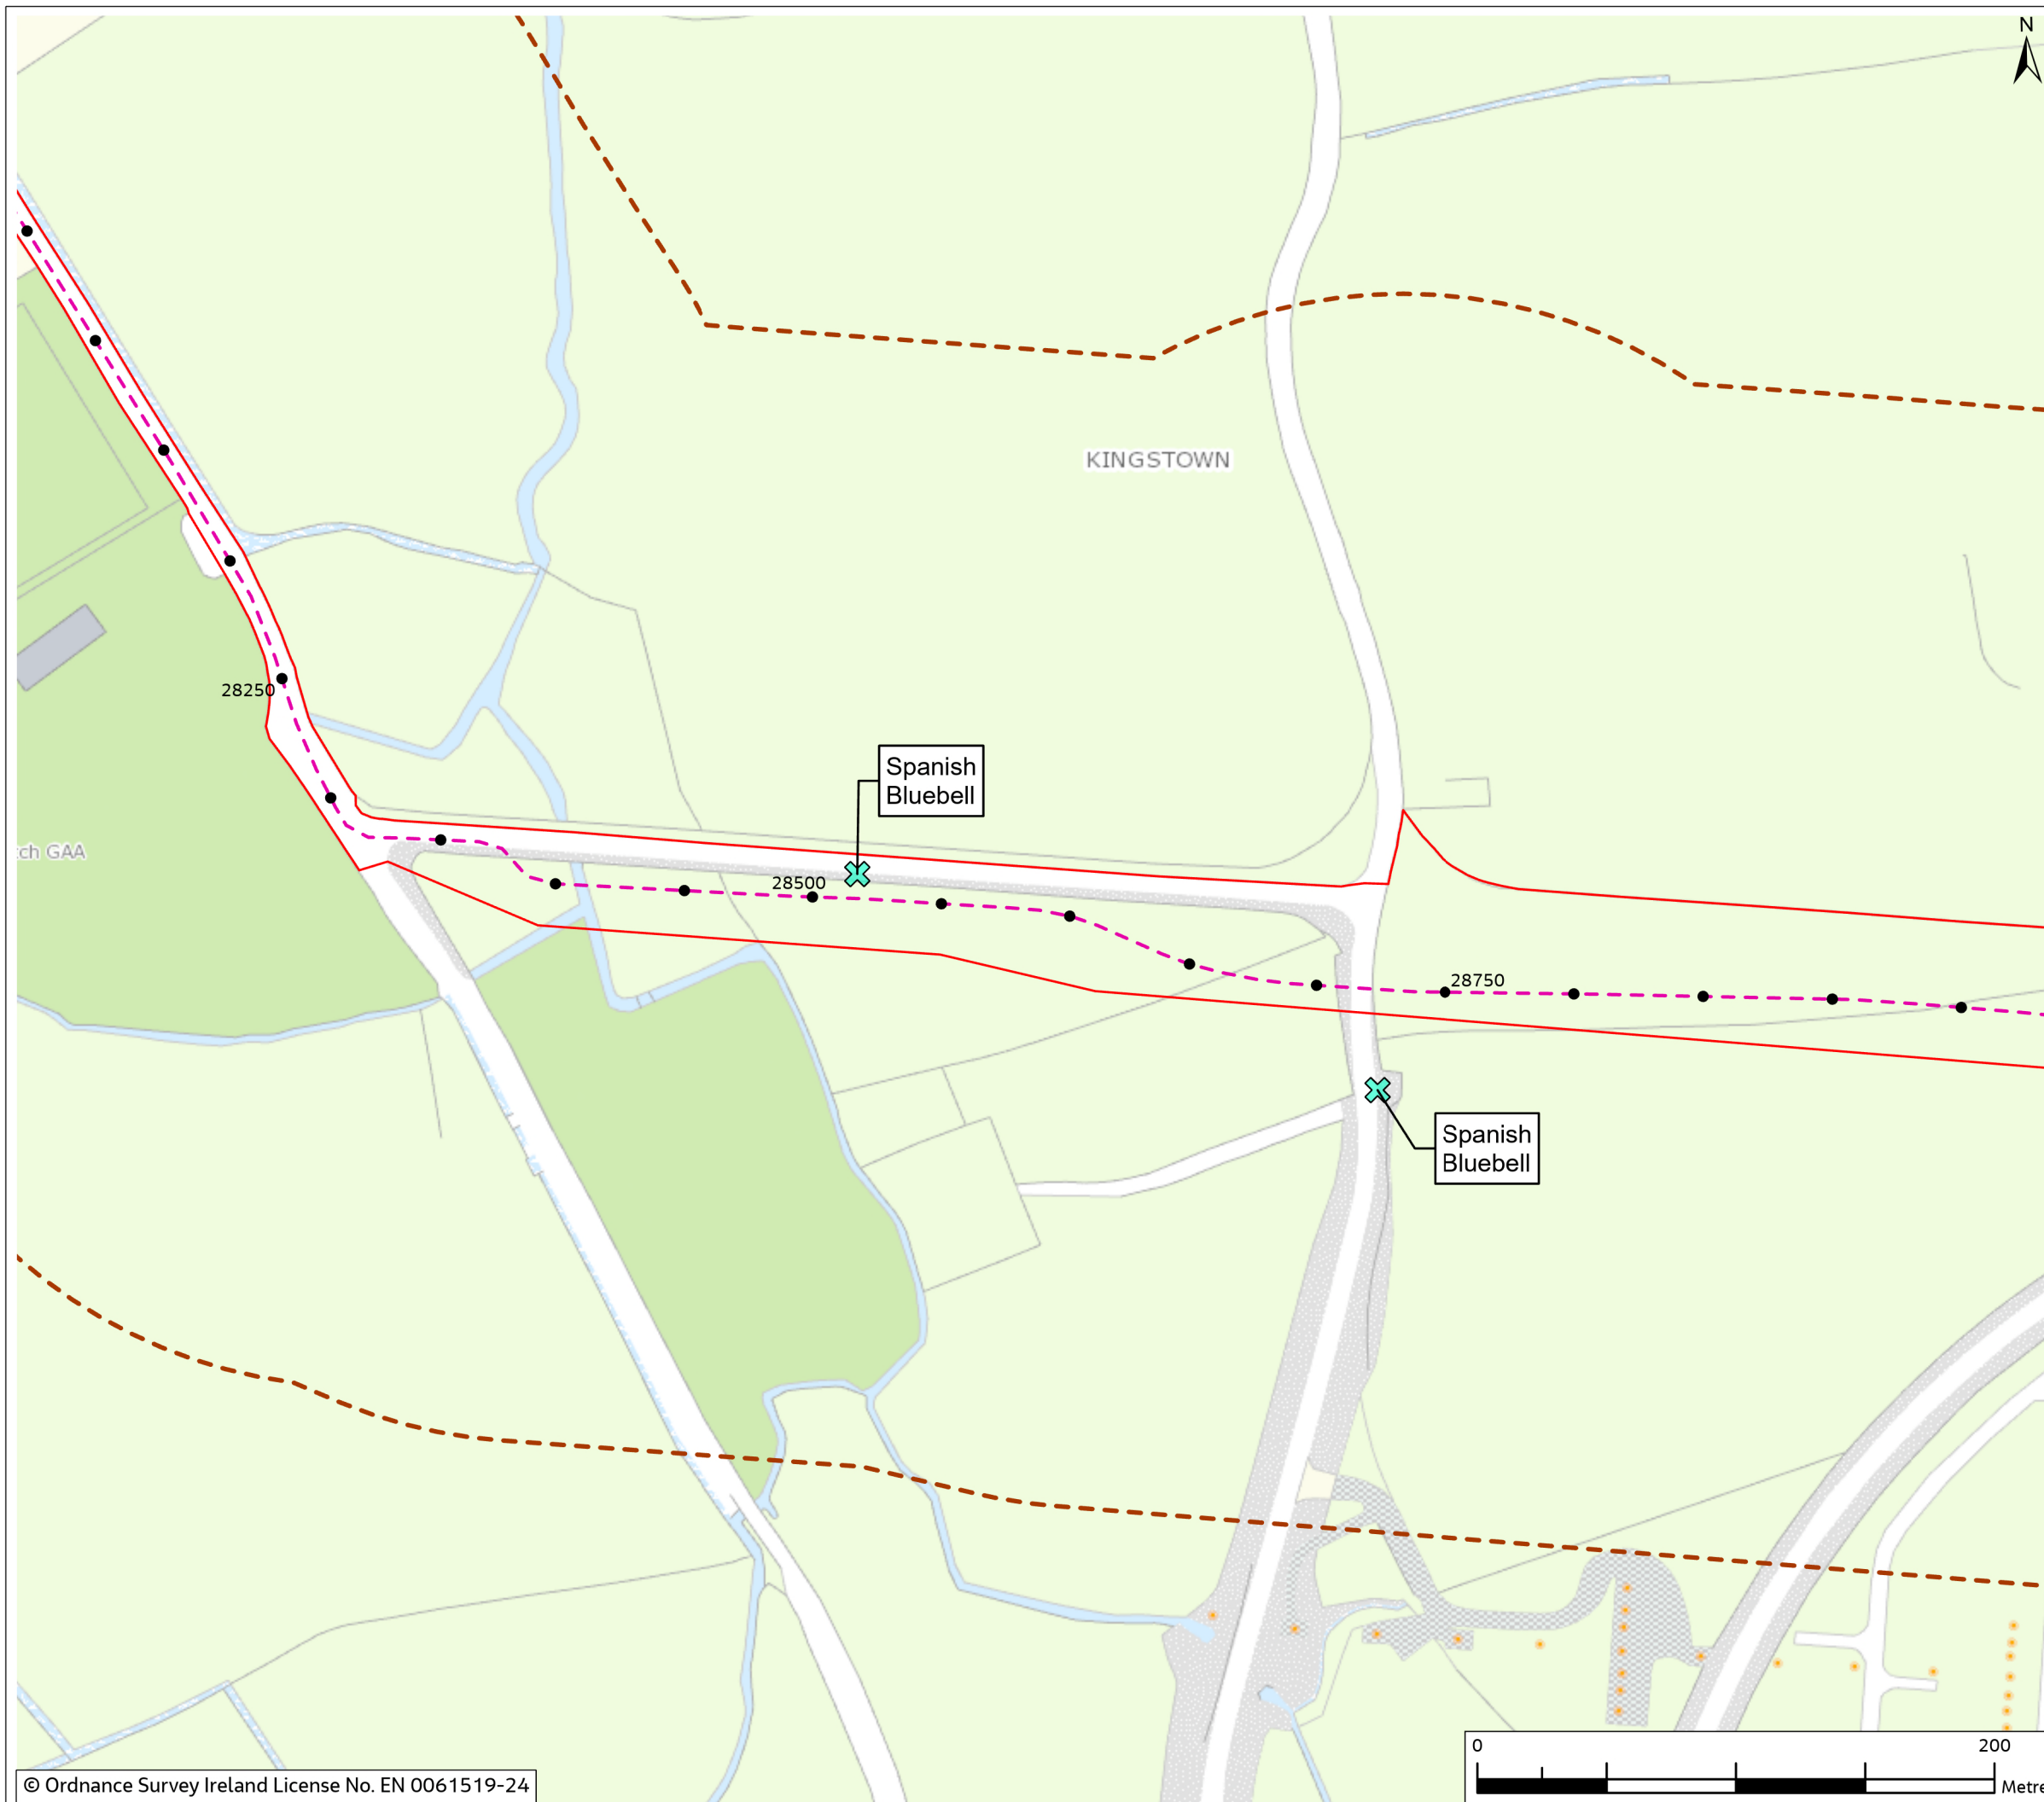 N
KINGSTOWN
28250
Spanish
Bluebell
ch GAA
28500
28750
Spanish
Bluebell
0 200
Metre
© Ordnance Survey Ireland License No. EN 0061519-24